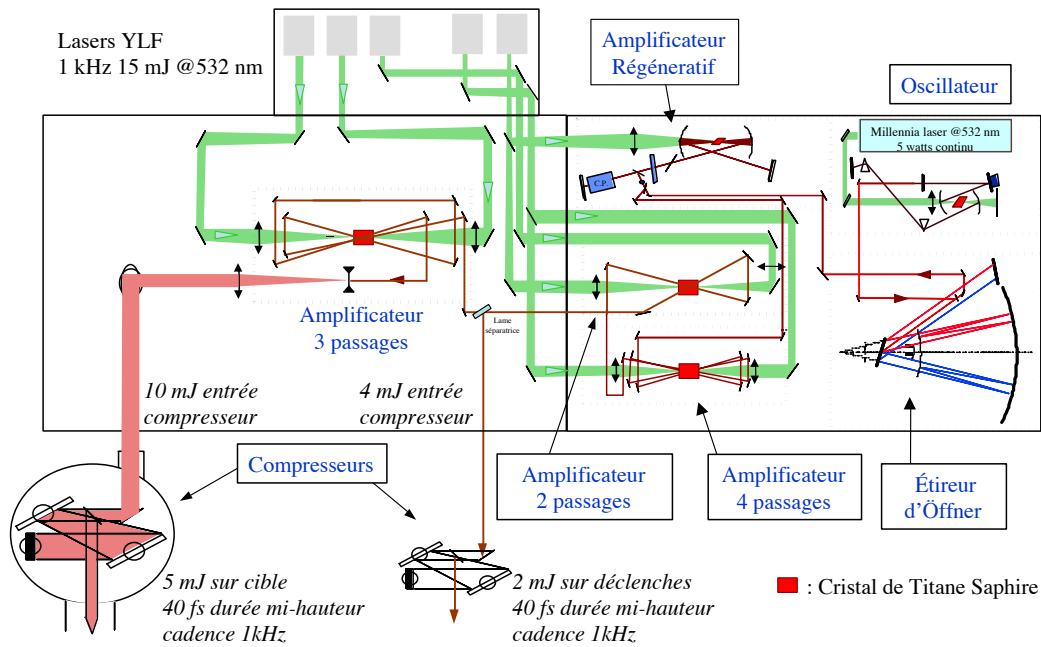 Lasers YLF
1 kHz 15 mJ @532 nm
Amplificateur
Régéneratif
Oscillateur
Millennia laser @532 nm
5 watts continu
C.P.
Amplificateur
3 passages
Lame
séparatrice
10 mJ entrée
compresseur
4 mJ entrée
compresseur
Compresseurs
Amplificateur
2 passages
Amplificateur
4 passages
Étireur
d'Öffner
5 mJ sur cible
40 fs durée mi-hauteur
cadence 1kHz
2 mJ sur déclenches
40 fs durée mi-hauteur
cadence 1kHz
: Cristal de Titane Saphire